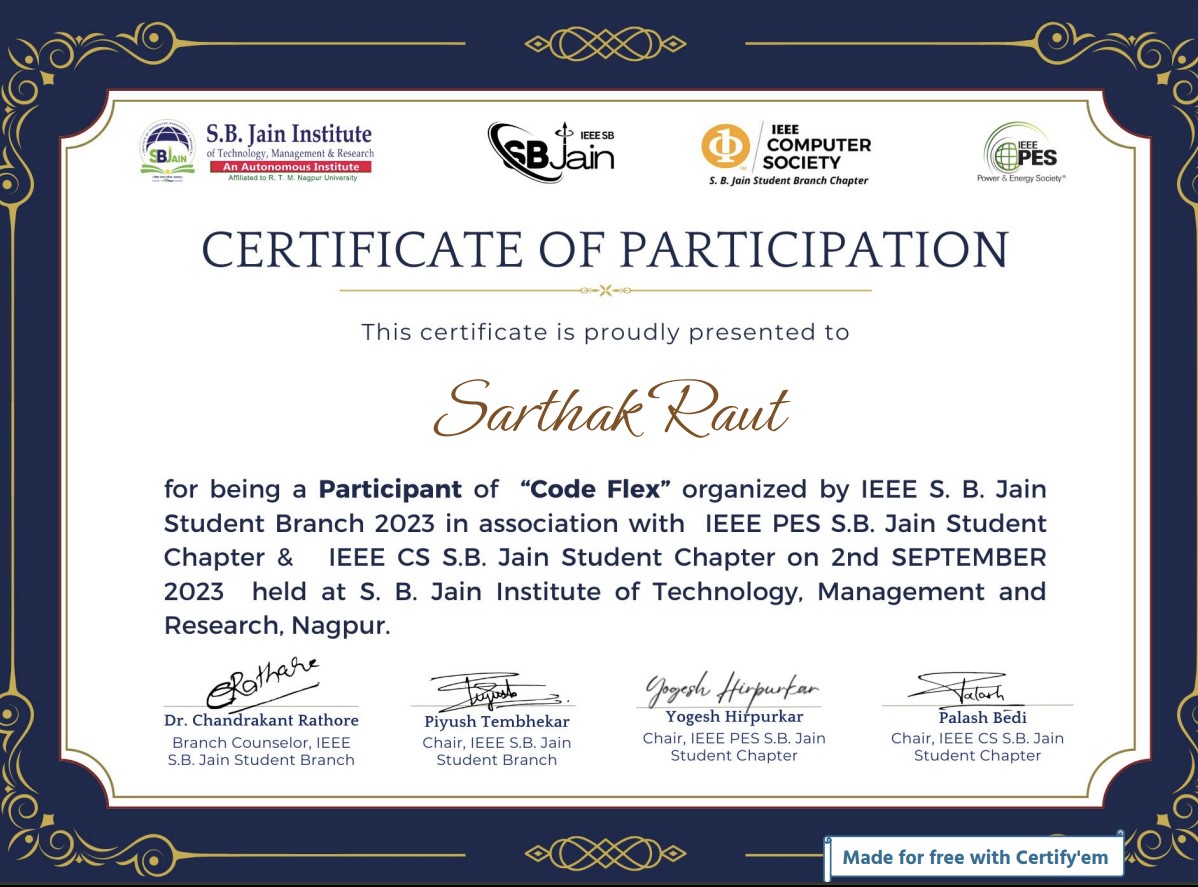 SBJAIN
S.B. Jain Institute
of Technology, Management & Research
An Autonomous Institute
Affiliated to R. T. M. Nagpur University
IEEE SB
SBJain
IEEE
COMPUTER
SOCIETY
S. B. Jain Student Branch Chapter
IEEE
PES
Power & Energy Society®
CERTIFICATE OF PARTICIPATION
This certificate is proudly presented to
Sarthak Raut
for being a Participant of “Code Flex” organized by IEEE S. B. Jain
Student Branch 2023 in association with IEEE PES S.B. Jain Student
Chapter & IEEE CS S.B. Jain Student Chapter on 2nd SEPTEMBER
2023 held at S. B. Jain Institute of Technology, Management and
Research, Nagpur.
Rathore
Piyush
Yogesh Hirpurkar
Palash
Dr. Chandrakant Rathore
Branch Counselor, IEEE
S.B. Jain Student Branch
Piyush Tembhekar
Chair, IEEE S.B. Jain
Student Branch
Yogesh Hirpurkar
Chair, IEEE PES S.B. Jain
Student Chapter
Palash Bedi
Chair, IEEE CS S.B. Jain
Student Chapter
Made for free with Certify'em